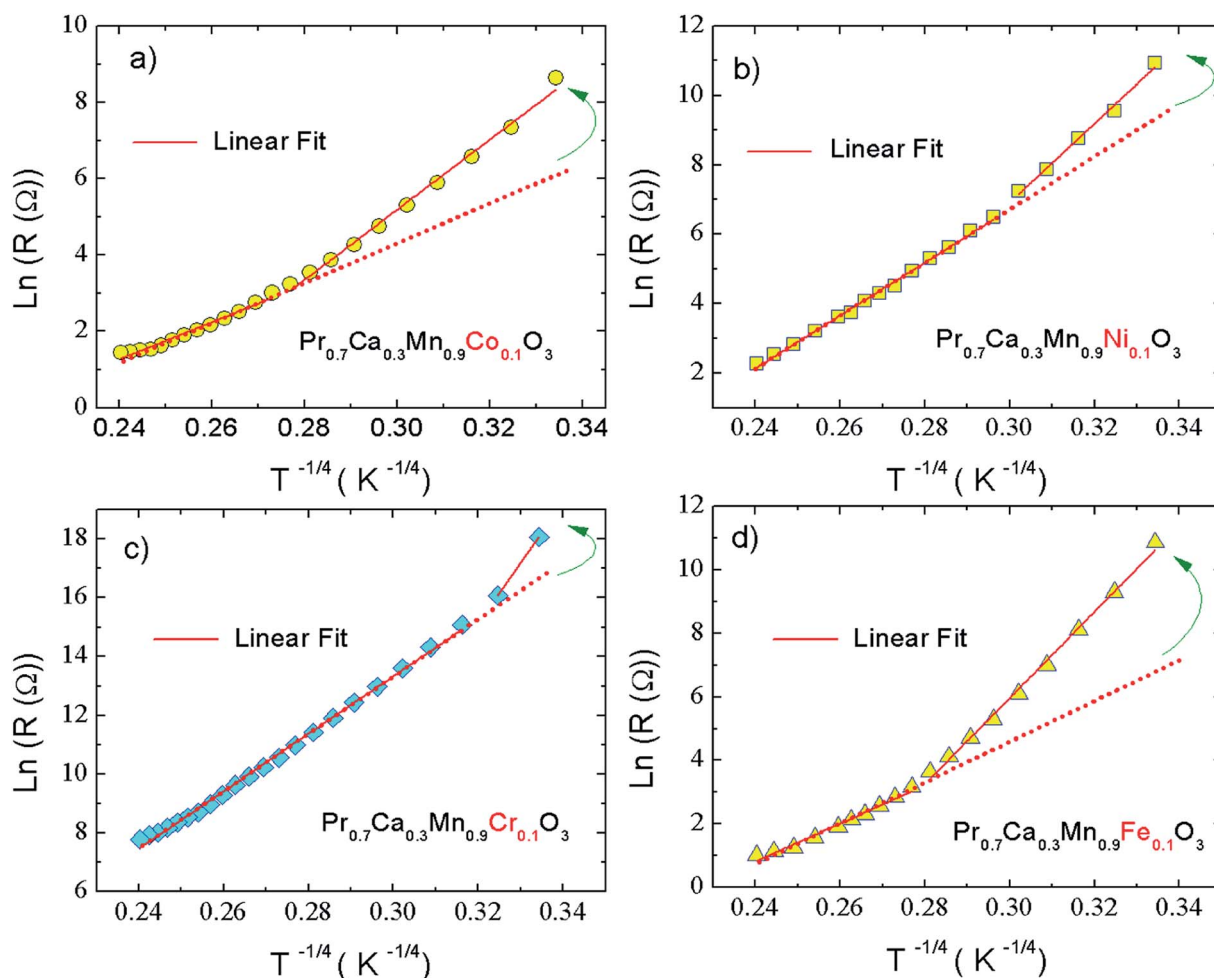 a)
10
8
6
4
2
0
Ln (R (Ω))
Linear Fit
Pr0.7Ca0.3Mn0.9Co0.1O3
0.24 0.26 0.28 0.30 0.32 0.34
T -1/4 ( K -1/4)
b)
12
10
8
6
4
2
Ln (R (Ω))
Linear Fit
Pr0.7Ca0.3Mn0.9Ni0.1O3
0.24 0.26 0.28 0.30 0.32 0.34
T -1/4 ( K -1/4)
c)
18
16
14
12
10
8
6
Ln (R (Ω))
Linear Fit
Pr0.7Ca0.3Mn0.9Cr0.1O3
0.24 0.26 0.28 0.30 0.32 0.34
T -1/4 ( K -1/4)
d)
12
10
8
6
4
2
0
Ln (R (Ω))
Linear Fit
Pr0.7Ca0.3Mn0.9Fe0.1O3
0.24 0.26 0.28 0.30 0.32 0.34
T -1/4 ( K -1/4)